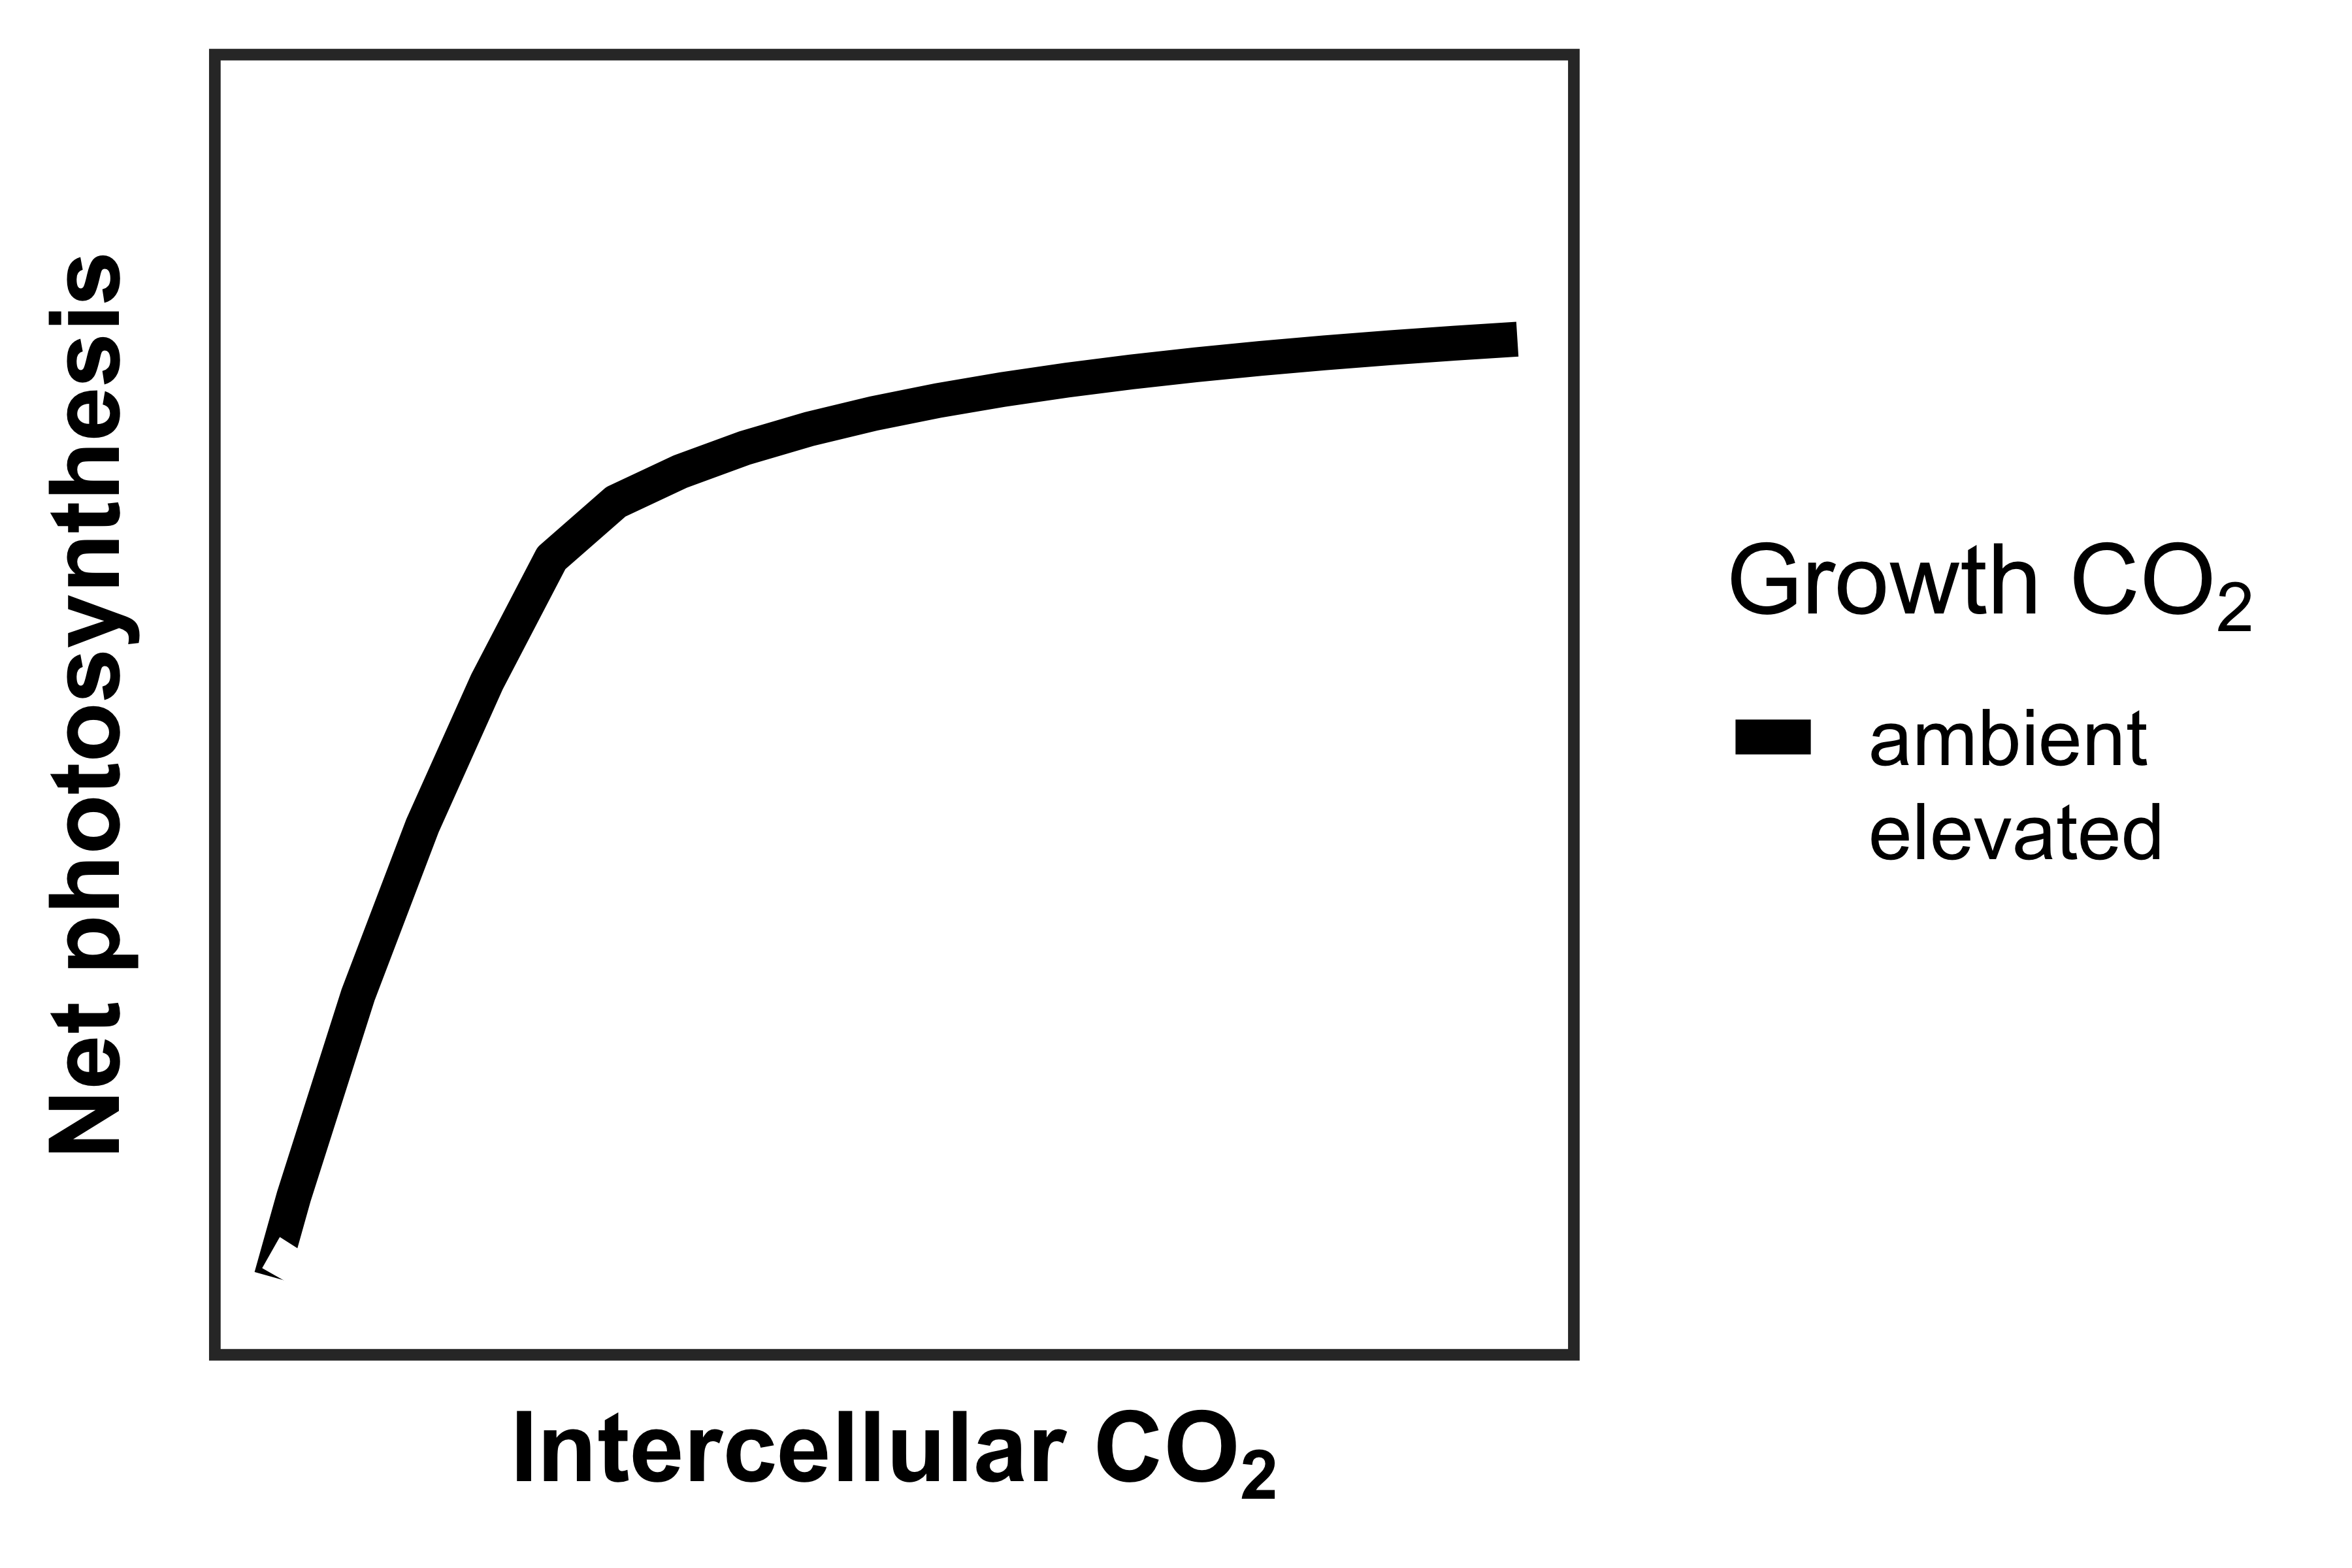 Net photosynthesis
Growth CO₂
ambient
elevated
Intercellular CO₂